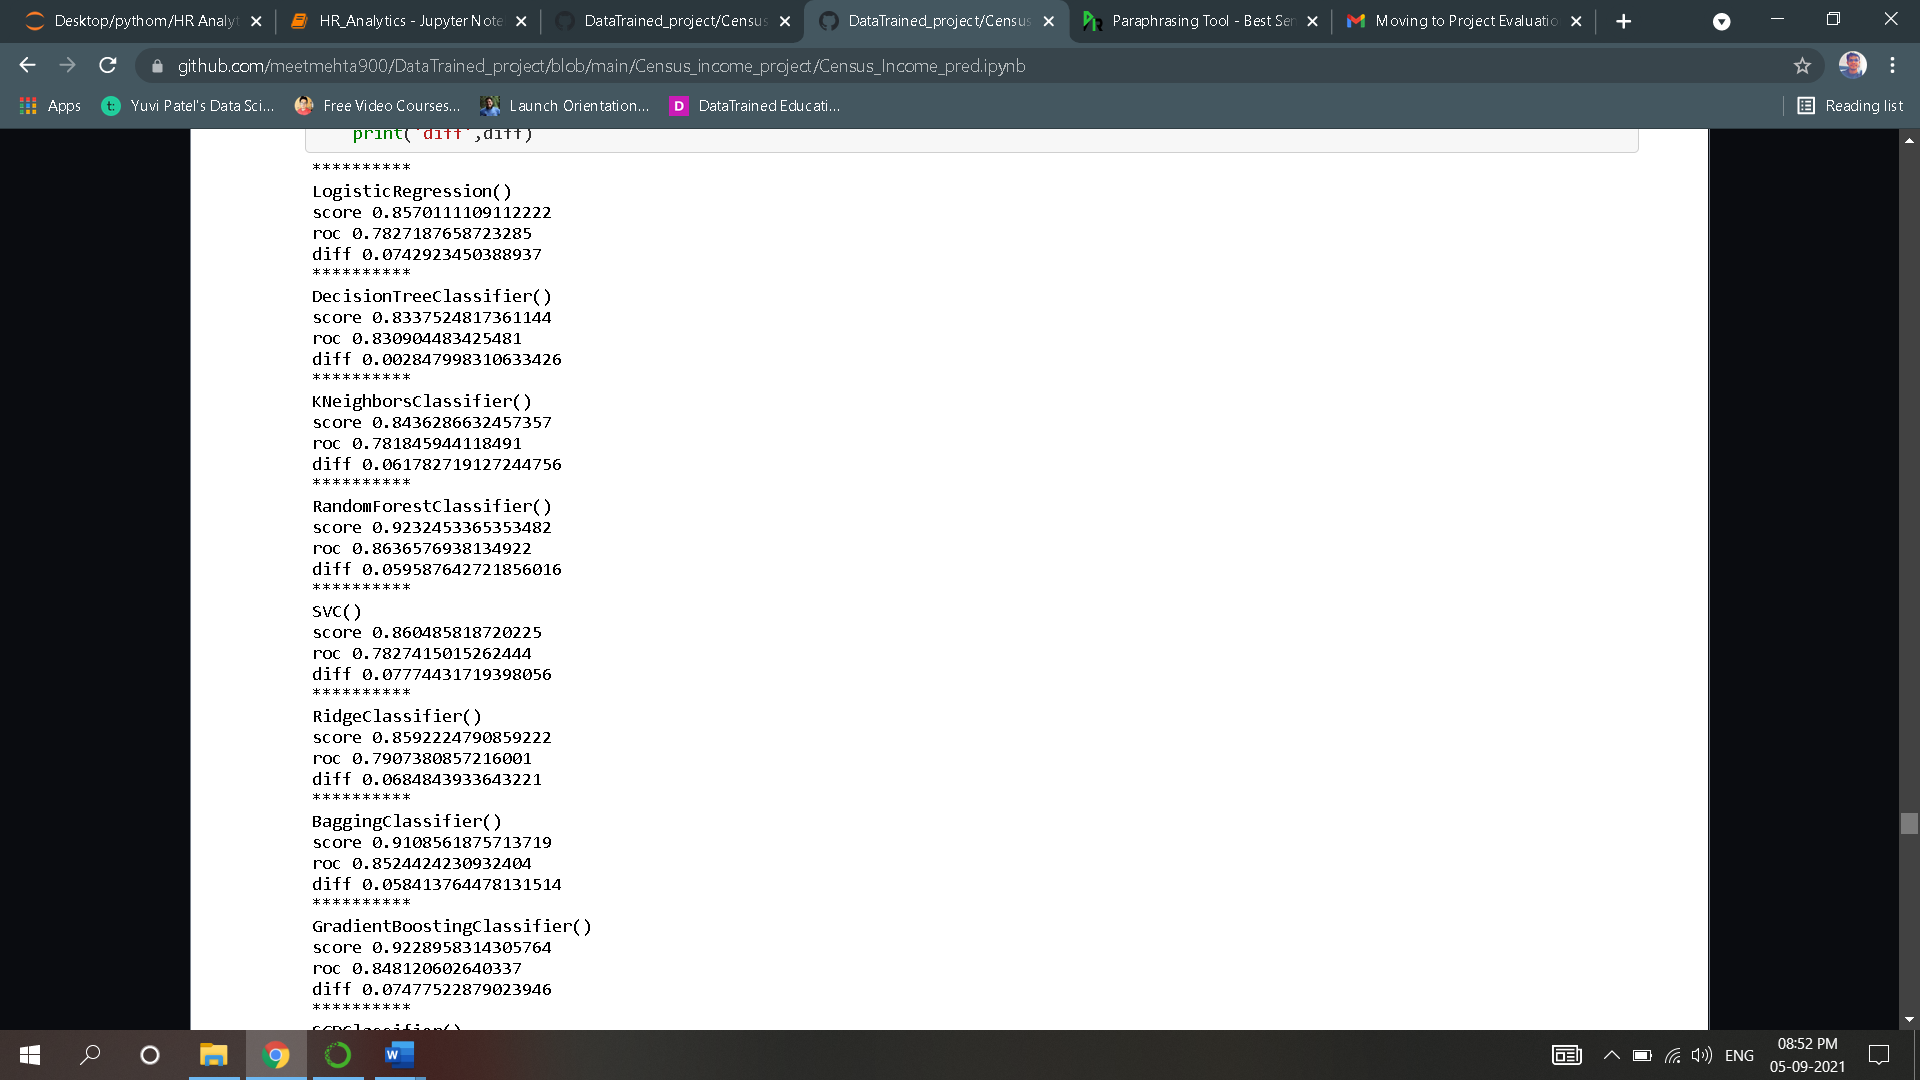 Desktop/pythom/HR Analyt
HR_Analytics - Jupyter Note
DataTrained_project/Census
DataTrained_project/Census
Paraphrasing Tool - Best Sen
Moving to Project Evaluatio
github.com/meetmehta900/DataTrained_project/blob/main/Census_income_project/Census_Income_pred.ipynb
Apps
Yuvi Patel's Data Sci...
Free Video Courses...
Launch Orientation...
D DataTrained Educati...
Reading list
print('diff',diff)
**********
LogisticRegression()
score 0.8570111109112222
roc 0.7827187658723285
diff 0.0742923450388937
**********
DecisionTreeClassifier()
score 0.8337524817361144
roc 0.830904483425481
diff 0.002847998310633426
**********
KNeighborsClassifier()
score 0.8436286632457357
roc 0.781845944118491
diff 0.061782719127244756
**********
RandomForestClassifier()
score 0.9232453365353482
roc 0.8636576938134922
diff 0.059587642721856016
**********
SVC()
score 0.860485818720225
roc 0.7827415015262444
diff 0.07774431719398056
**********
RidgeClassifier()
score 0.8592224790859222
roc 0.7907380857216001
diff 0.0684843933643221
**********
BaggingClassifier()
score 0.9108561875713719
roc 0.8524424230932404
diff 0.058413764478131514
**********
GradientBoostingClassifier()
score 0.9228958314305764
roc 0.848120602640337
diff 0.07477522879023946
**********
SGDClassifier()
ENG
08:52 PM
05-09-2021